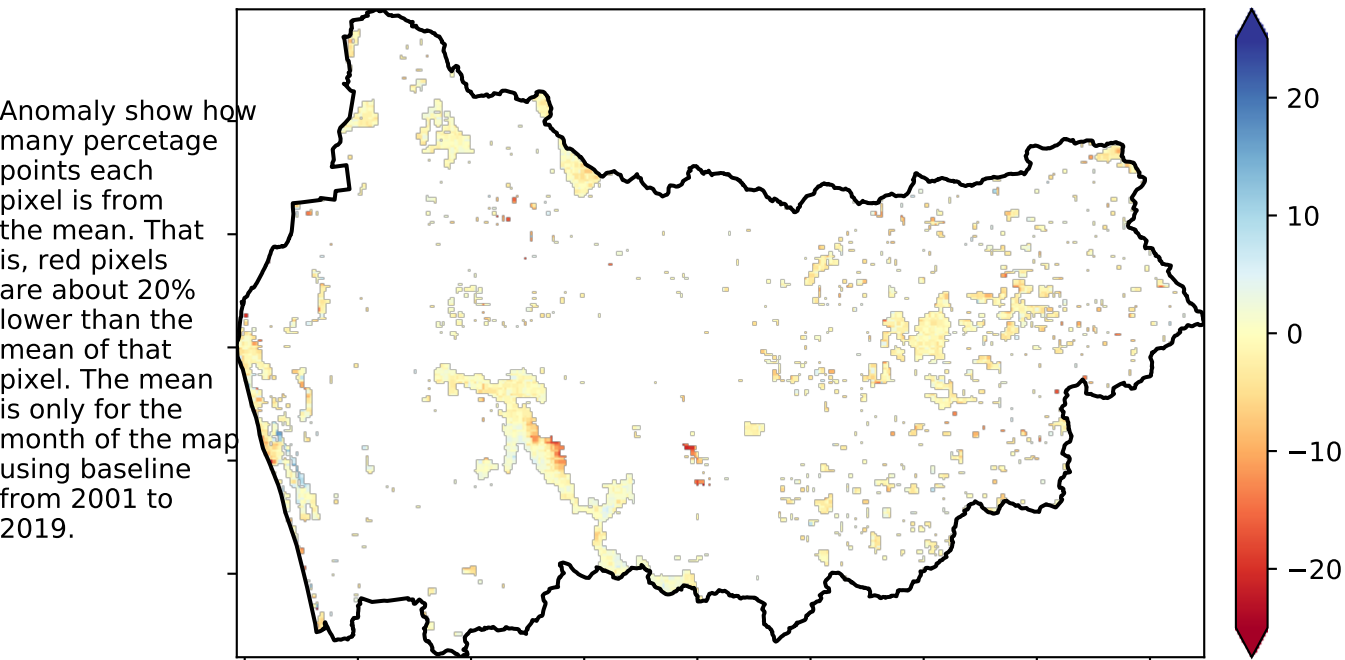 Anomaly show how
many percetage
points each
pixel is from
the mean. That
is, red pixels
are about 20%
lower than the
mean of that
pixel. The mean
is only for the
month of the map
using baseline
from 2001 to
2019.
20
10
0
−10
−20